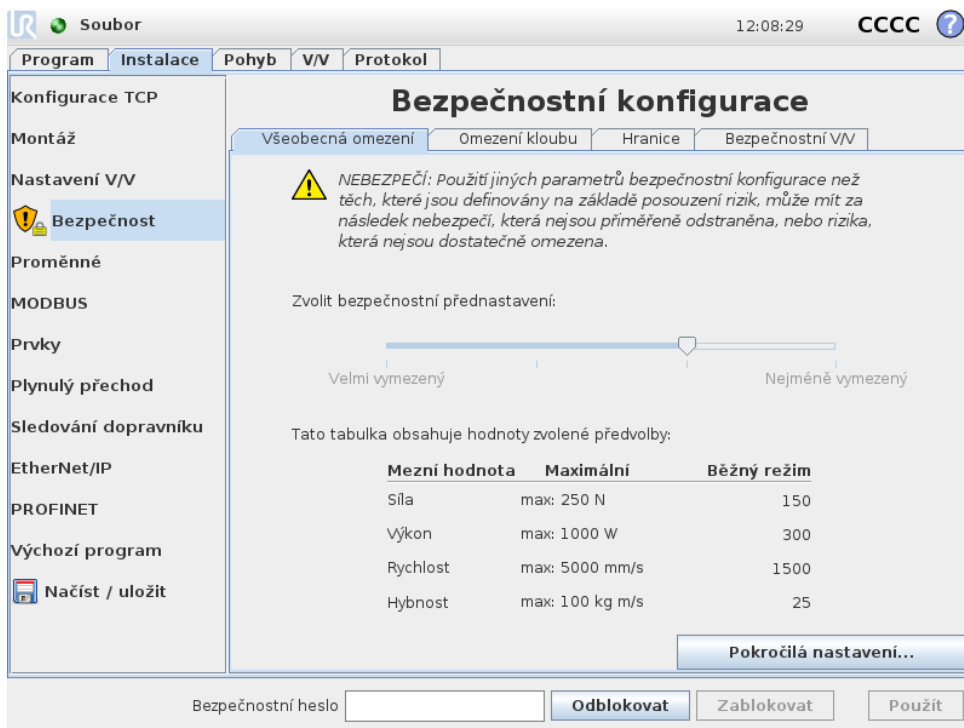 UR Soubor 12:08:29 CCCC ?
Program Instalace Pohyb V/V Protokol
Konfigurace TCP
Montáž
Nastavení V/V
Bezpečnost
Proměnné
MODBUS
Prvky
Plynulý přechod
Sledování dopravníku
EtherNet/IP
PROFINET
Výchozí program
Načíst / uložit
Bezpečnostní konfigurace
Všeobecná omezení Omezení kloubu Hranice Bezpečnostní V/V
NEBEZPEČÍ: Použití jiných parametrů bezpečnostní konfigurace než
těch, které jsou definovány na základě posouzení rizik, může mít za
následek nebezpečí, která nejsou přiměřeně odstraněna, nebo rizika,
která nejsou dostatečně omezena.
Zvolit bezpečnostní přednastavení:
Velmi vymezený Nejméně vymezený
Tato tabulka obsahuje hodnoty zvolené předvolby:
Mezní hodnota Maximální Běžný režim
Síla max: 250 N 150
Výkon max: 1000 W 300
Rychlost max: 5000 mm/s 1500
Hybnost max: 100 kg m/s 25
Pokročilá nastavení...
Bezpečnostní heslo Odblokovat Zablokovat Použít